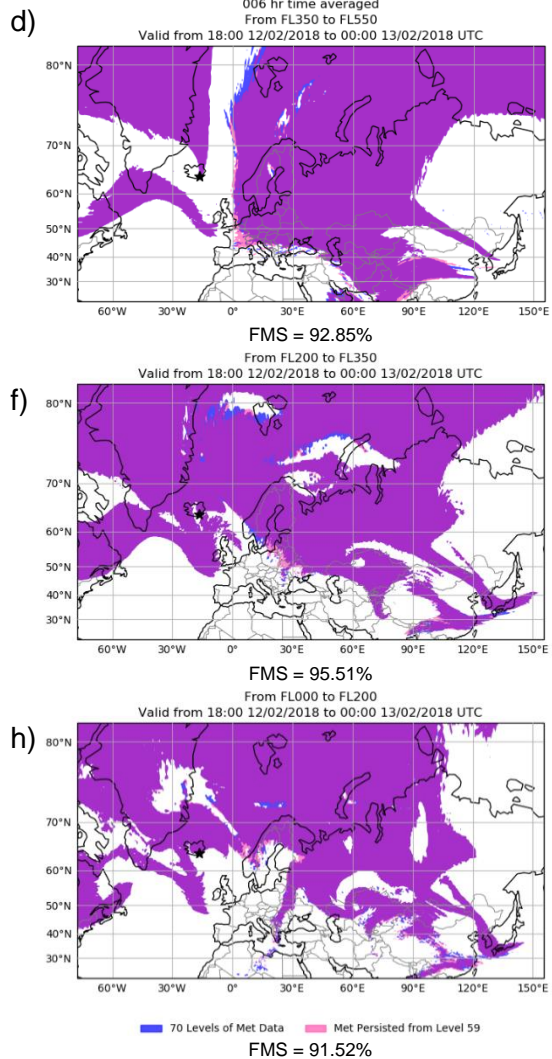 d)
006 hr time averaged
From FL350 to FL550
Valid from 18:00 12/02/2018 to 00:00 13/02/2018 UTC
80°N
70°N
60°N
50°N
40°N
30°N
60°W 30°W 0° 30°E 60°E 90°E 120°E 150°E
FMS = 92.85%
f)
From FL200 to FL350
Valid from 18:00 12/02/2018 to 00:00 13/02/2018 UTC
80°N
70°N
60°N
50°N
40°N
30°N
60°W 30°W 0° 30°E 60°E 90°E 120°E 150°E
FMS = 95.51%
h)
From FL000 to FL200
Valid from 18:00 12/02/2018 to 00:00 13/02/2018 UTC
80°N
70°N
60°N
50°N
40°N
30°N
60°W 30°W 0° 30°E 60°E 90°E 120°E 150°E
70 Levels of Met Data Met Persisted from Level 59
FMS = 91.52%